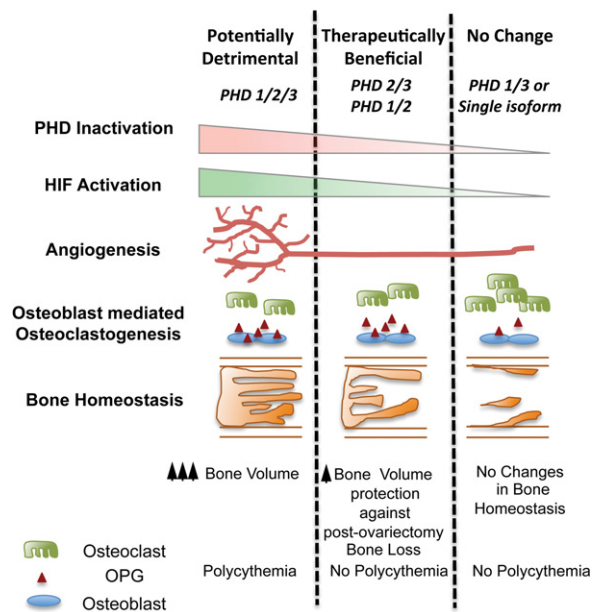 Potentially
Detrimental
Therapeutically
Beneficial
No Change
PHD 1/2/3
PHD 2/3
PHD 1/2
PHD 1/3 or
Single isoform
PHD Inactivation
HIF Activation
Angiogenesis
Osteoblast mediated
Osteoclastogenesis
Bone Homeostasis
Bone Volume
Bone Volume
protection
against
post-ovariectomy
Bone Loss
No Changes
in Bone
Homeostasis
Osteoclast
OPG
Osteoblast
Polycythemia
No Polycythemia
No Polycythemia